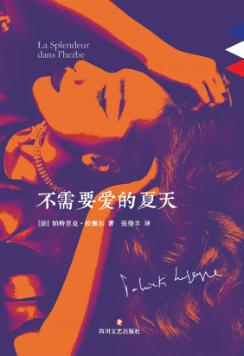 La Splendeur
dans l'herbe
不需要爱的夏天
[法] 帕特里克·拉佩尔 著 张俊丰 译
四川文艺出版社